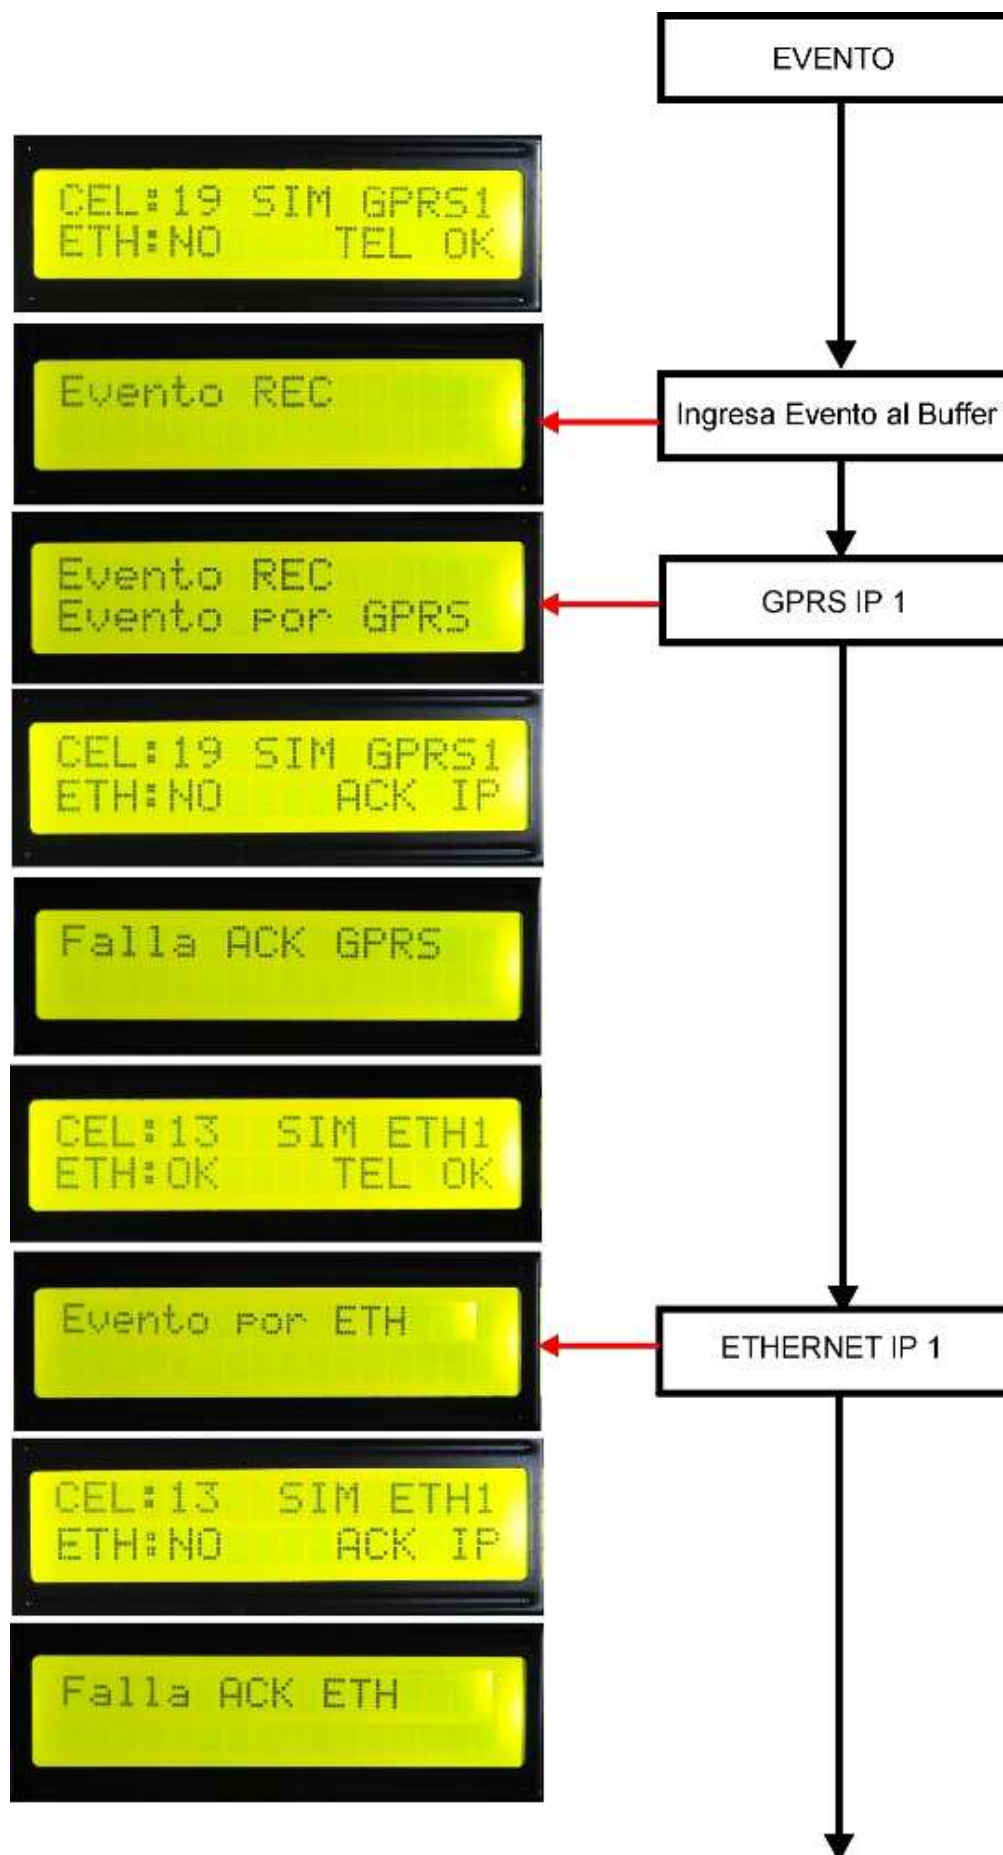 EVENTO
CEL:19 SIM GPRS1
ETH:NO TEL OK
Evento REC
Ingresa Evento al Buffer
Evento REC
Evento por GPRS
GPRS IP 1
CEL:19 SIM GPRS1
ETH:NO ACK IP
Falla ACK GPRS
CEL:13 SIM ETH1
ETH:OK TEL OK
Evento por ETH
ETHERNET IP 1
CEL:13 SIM ETH1
ETH:NO ACK IP
Falla ACK ETH